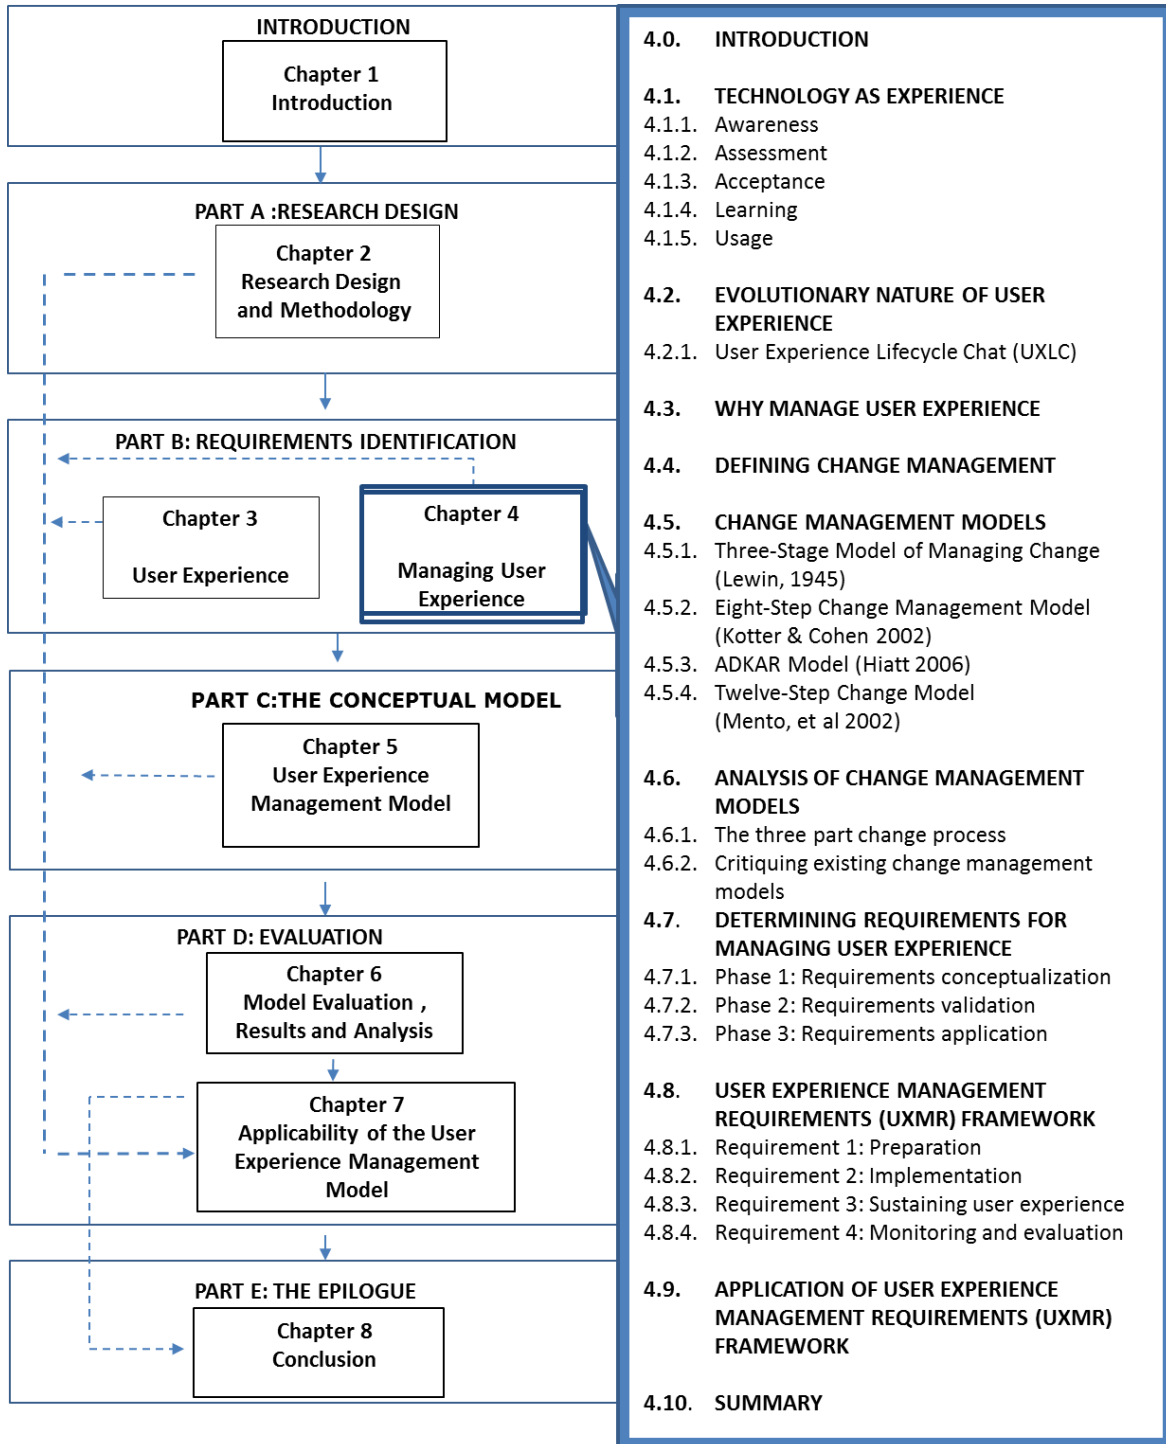 INTRODUCTION
Chapter 1
Introduction
PART A :RESEARCH DESIGN
Chapter 2
Research Design
and Methodology
PART B: REQUIREMENTS IDENTIFICATION
Chapter 3
User Experience
Chapter 4
Managing User
Experience
PART C:THE CONCEPTUAL MODEL
Chapter 5
User Experience
Management Model
PART D: EVALUATION
Chapter 6
Model Evaluation ,
Results and Analysis
Chapter 7
Applicability of the User
Experience Management
Model
PART E: THE EPILOGUE
Chapter 8
Conclusion
4.0. INTRODUCTION
4.1. TECHNOLOGY AS EXPERIENCE
4.1.1. Awareness
4.1.2. Assessment
4.1.3. Acceptance
4.1.4. Learning
4.1.5. Usage
4.2. EVOLUTIONARY NATURE OF USER
EXPERIENCE
4.2.1. User Experience Lifecycle Chat (UXLC)
4.3. WHY MANAGE USER EXPERIENCE
4.4. DEFINING CHANGE MANAGEMENT
4.5. CHANGE MANAGEMENT MODELS
4.5.1. Three-Stage Model of Managing Change
(Lewin, 1945)
4.5.2. Eight-Step Change Management Model
(Kotter & Cohen 2002)
4.5.3. ADKAR Model (Hiatt 2006)
4.5.4. Twelve-Step Change Model
(Mento, et al 2002)
4.6. ANALYSIS OF CHANGE MANAGEMENT
MODELS
4.6.1. The three part change process
4.6.2. Critiquing existing change management
models
4.7. DETERMINING REQUIREMENTS FOR
MANAGING USER EXPERIENCE
4.7.1. Phase 1: Requirements conceptualization
4.7.2. Phase 2: Requirements validation
4.7.3. Phase 3: Requirements application
4.8. USER EXPERIENCE MANAGEMENT
REQUIREMENTS (UXMR) FRAMEWORK
4.8.1. Requirement 1: Preparation
4.8.2. Requirement 2: Implementation
4.8.3. Requirement 3: Sustaining user experience
4.8.4. Requirement 4: Monitoring and evaluation
4.9. APPLICATION OF USER EXPERIENCE
MANAGEMENT REQUIREMENTS (UXMR)
FRAMEWORK
4.10. SUMMARY